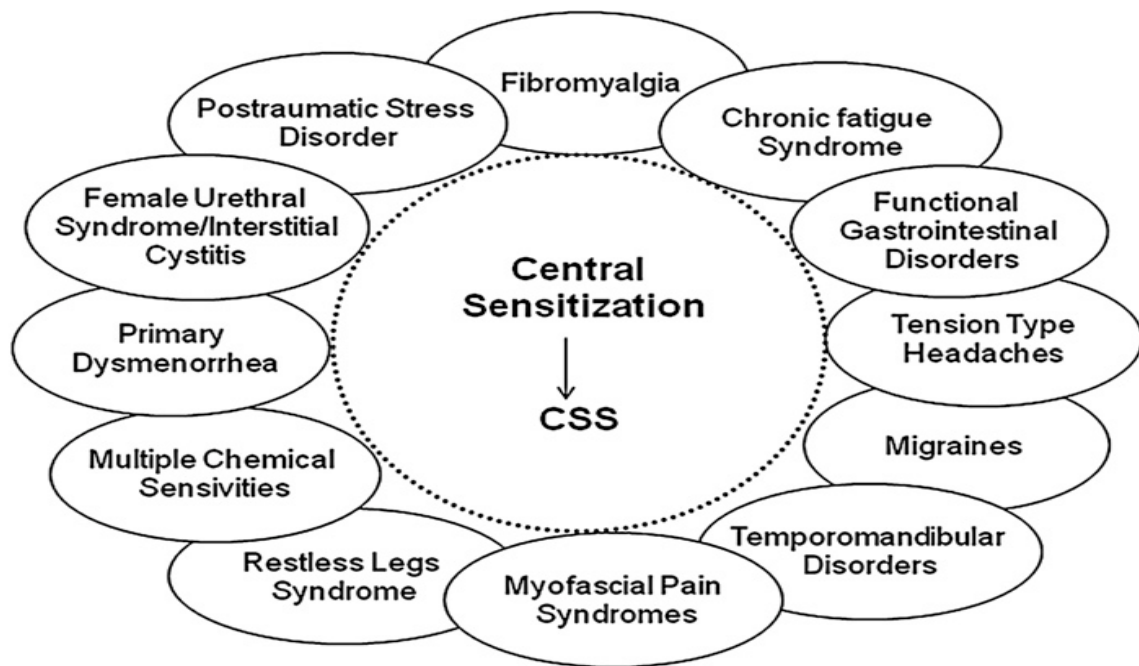 Fibromyalgia
Chronic fatigue
Syndrome
Functional
Gastrointestinal
Disorders
Tension Type
Headaches
Migraines
Temporomandibular
Disorders
Myofascial Pain
Syndromes
Restless Legs
Syndrome
Multiple Chemical
Sensivities
Primary
Dysmenorrhea
Female Urethral
Syndrome/Interstitial
Cystitis
Postraumatic Stress
Disorder
Central
Sensitization
CSS